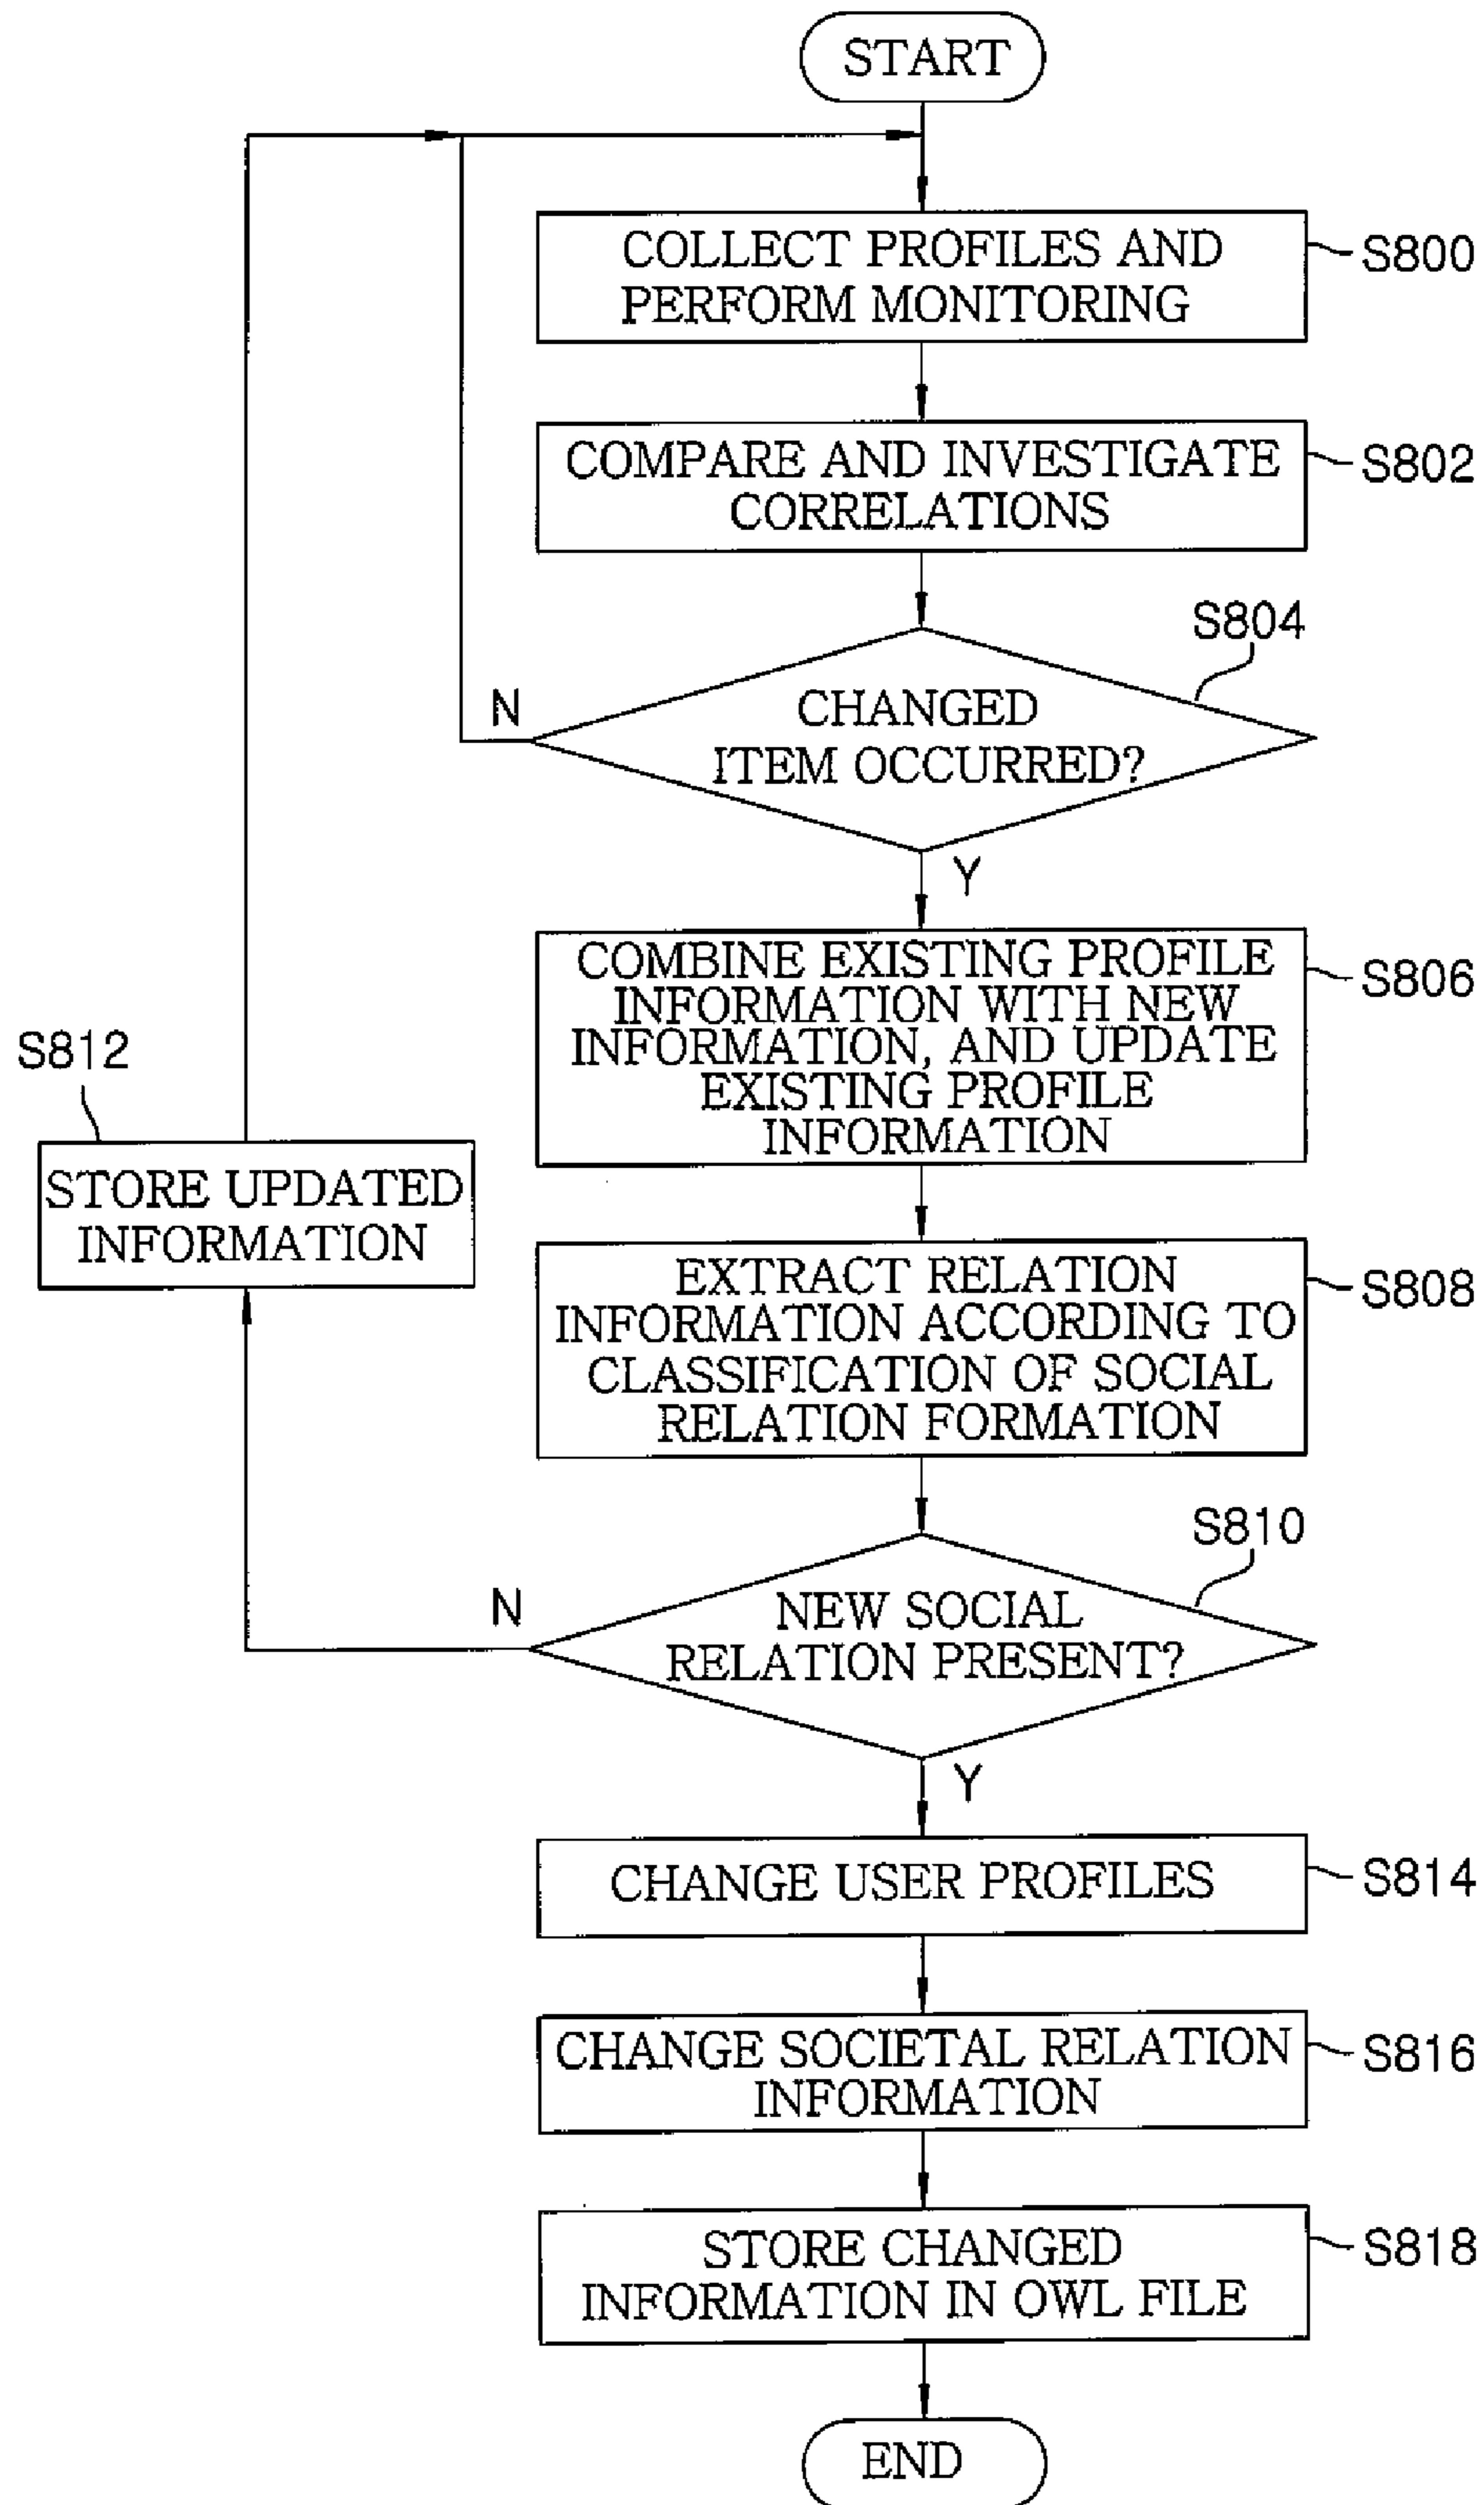 START
COLLECT PROFILES AND
PERFORM MONITORING
S800
COMPARE AND INVESTIGATE
CORRELATIONS
S802
S804
CHANGED
ITEM OCCURRED?
N
Y
COMBINE EXISTING PROFILE
INFORMATION WITH NEW
INFORMATION, AND UPDATE
EXISTING PROFILE
INFORMATION
S806
S812
STORE UPDATED
INFORMATION
EXTRACT RELATION
INFORMATION ACCORDING TO
CLASSIFICATION OF SOCIAL
RELATION FORMATION
S808
S810
NEW SOCIAL
RELATION PRESENT?
N
Y
CHANGE USER PROFILES
S814
CHANGE SOCIETAL RELATION
INFORMATION
S816
STORE CHANGED
INFORMATION IN OWL FILE
S818
END